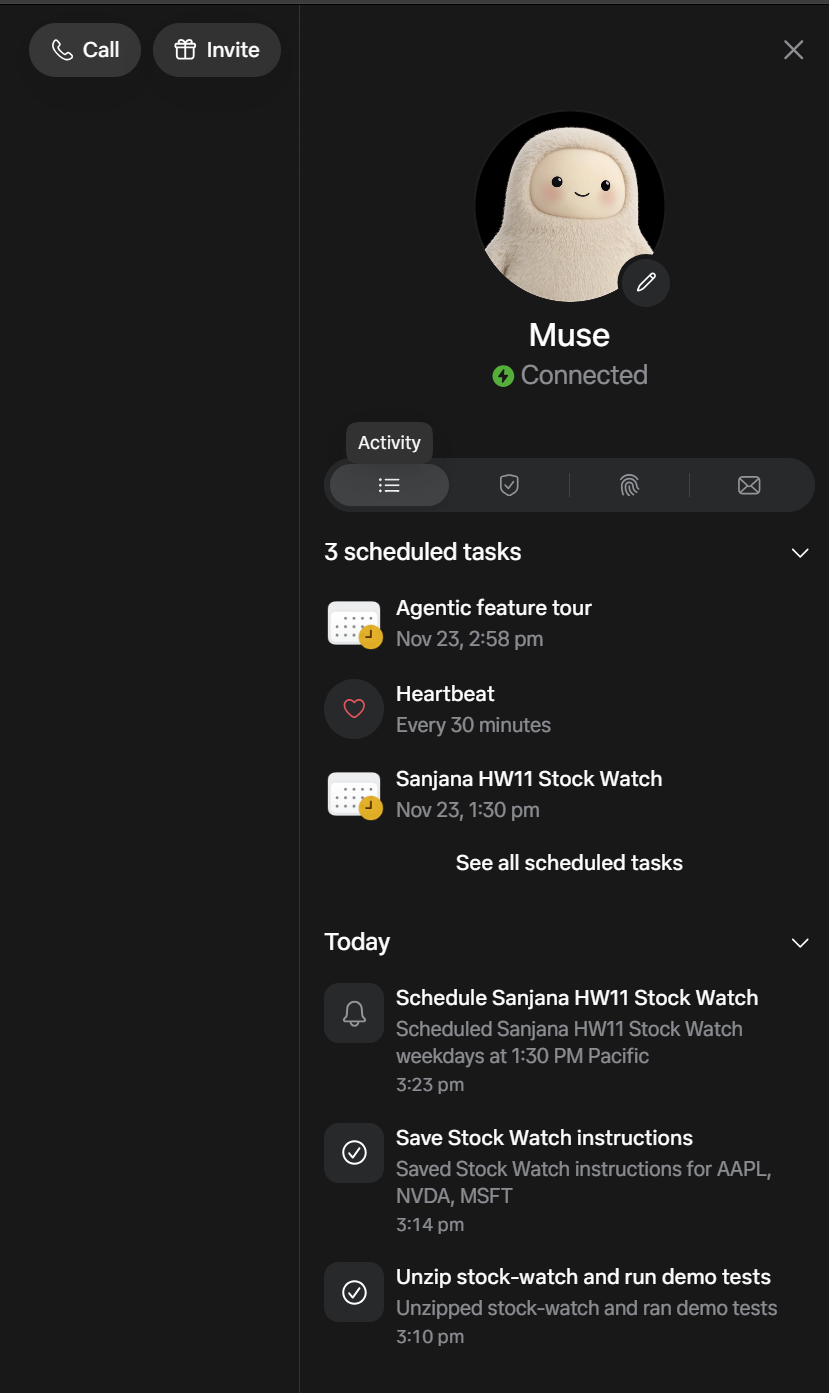 Call
Invite
Muse
Connected
Activity
3 scheduled tasks
Agentic feature tour
Nov 23, 2:58 pm
Heartbeat
Every 30 minutes
Sanjana HW11 Stock Watch
Nov 23, 1:30 pm
See all scheduled tasks
Today
Schedule Sanjana HW11 Stock Watch
Scheduled Sanjana HW11 Stock Watch
weekdays at 1:30 PM Pacific
3:23 pm
Save Stock Watch instructions
Saved Stock Watch instructions for AAPL,
NVDA, MSFT
3:14 pm
Unzip stock-watch and run demo tests
Unzipped stock-watch and ran demo tests
3:10 pm